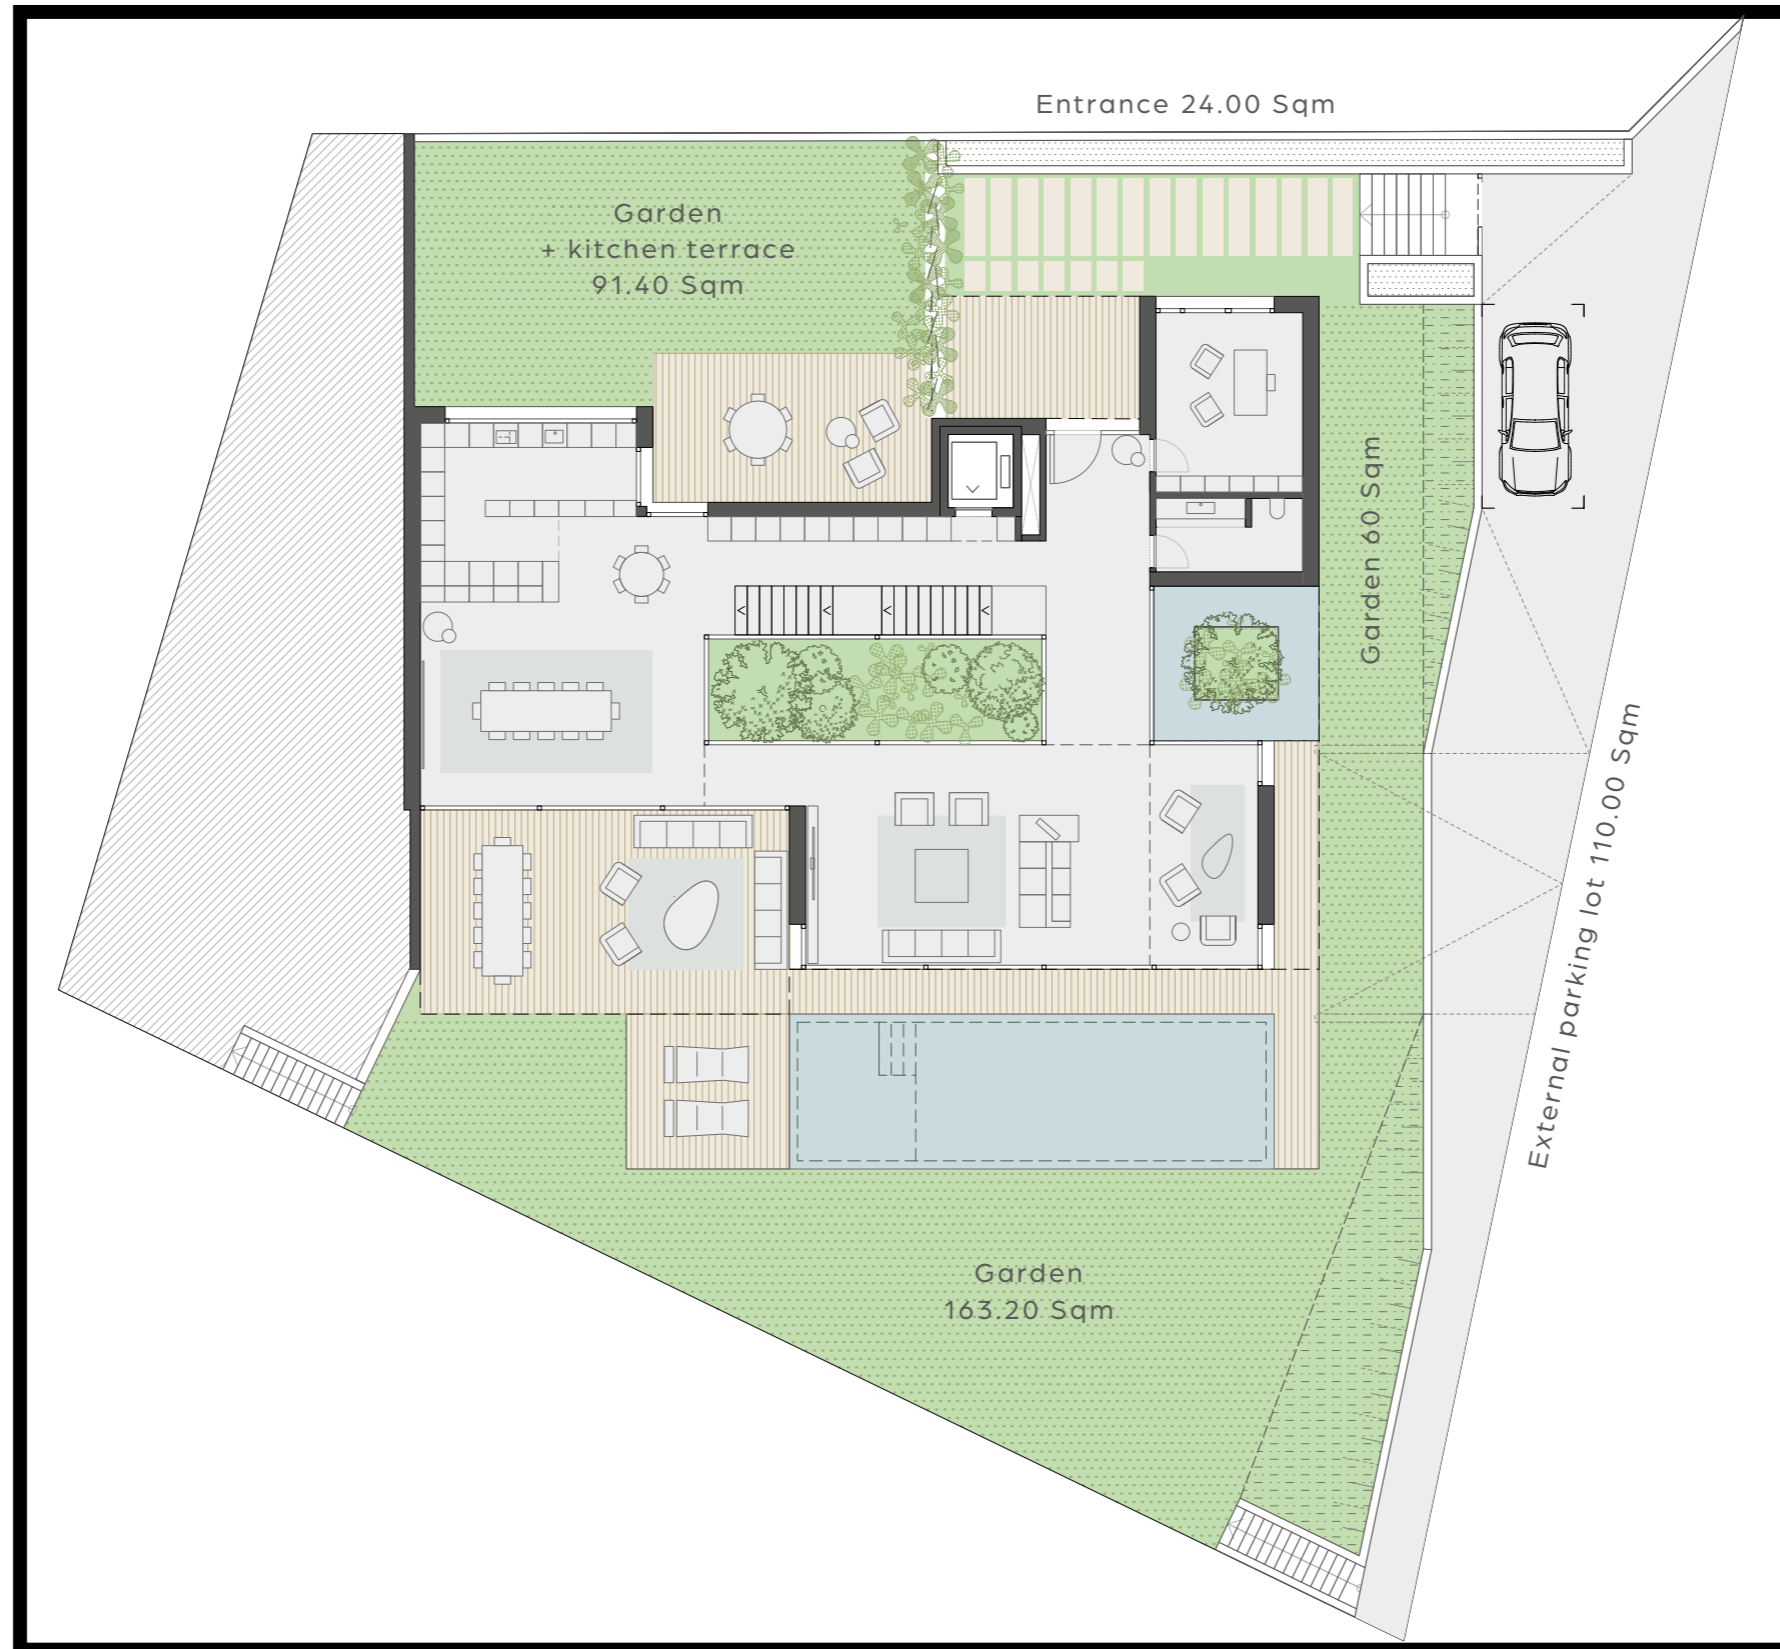 Entrance 24.00 Sqm
Garden
+ kitchen terrace
91.40 Sqm
Garden 60 Sqm
External parking lot 110.00 Sqm
Garden
163.20 Sqm